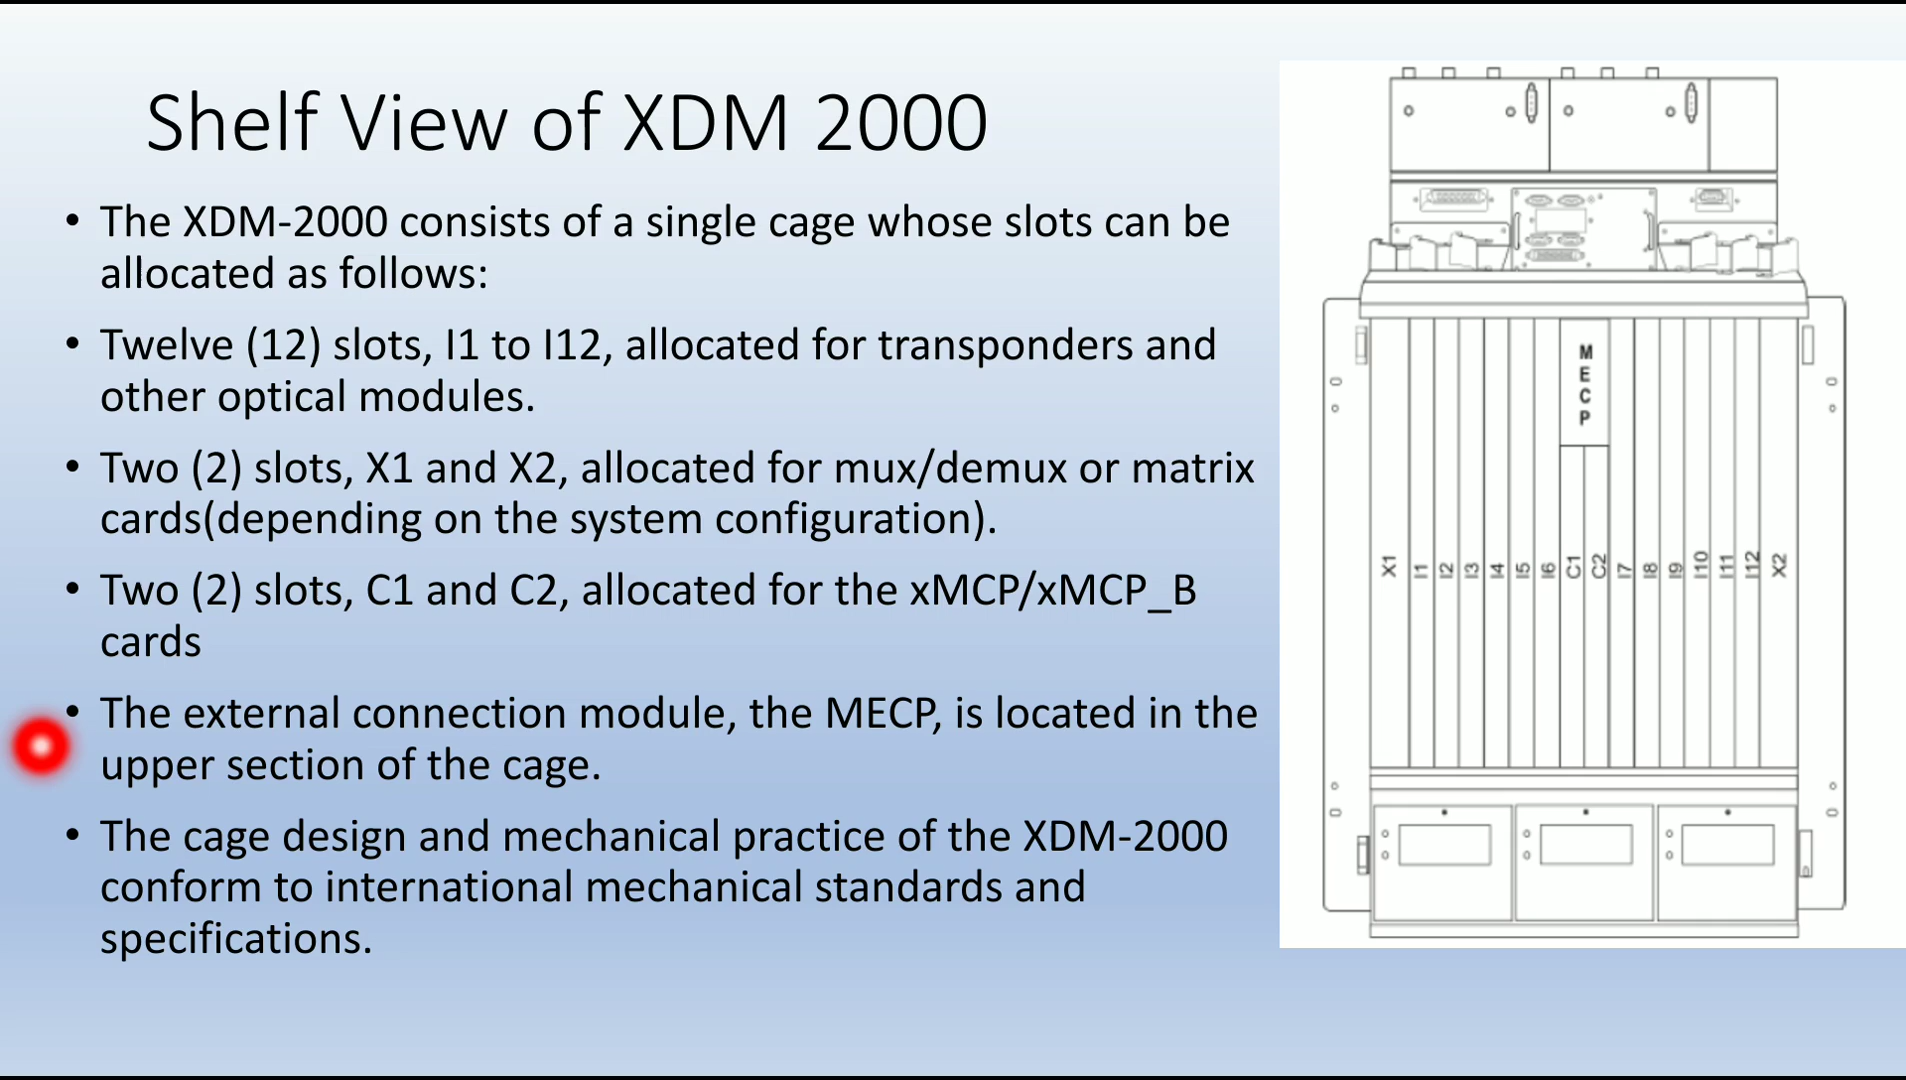 Shelf View of XDM 2000
• The XDM-2000 consists of a single cage whose slots can be
allocated as follows:
• Twelve (12) slots, I1 to I12, allocated for transponders and
other optical modules.
• Two (2) slots, X1 and X2, allocated for mux/demux or matrix
cards(depending on the system configuration).
• Two (2) slots, C1 and C2, allocated for the xMCP/xMCP_B
cards
• The external connection module, the MECP, is located in the
upper section of the cage.
• The cage design and mechanical practice of the XDM-2000
conform to international mechanical standards and
specifications.
M
E
C
P
X1
I1
I2
I3
I4
I5
I6
C1
C2
I7
I8
I9
I10
I11
I12
X2